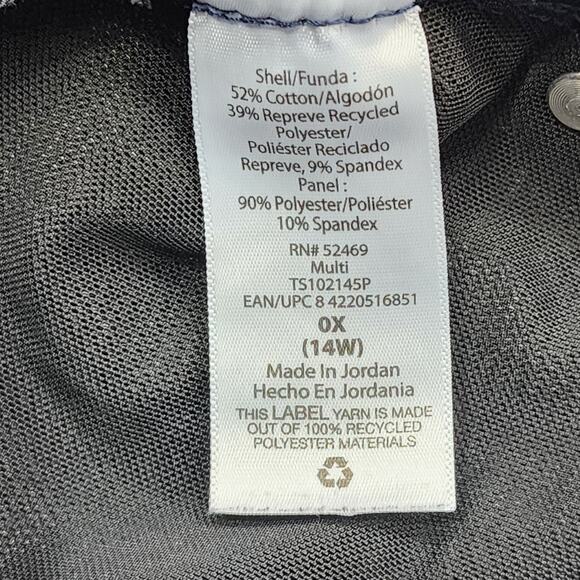 Shell/Funda :
52% Cotton/Algodón
39% Repreve Recycled
Polyester/
Poliéster Reciclado
Repreve, 9% Spandex
Panel :
90% Polyester/Poliéster
10% Spandex
RN# 52469
Multi
TS102145P
EAN/UPC 8 4220516851
0X
(14W)
Made In Jordan
Hecho En Jordania
THIS LABEL YARN IS MADE
OUT OF 100% RECYCLED
POLYESTER MATERIALS